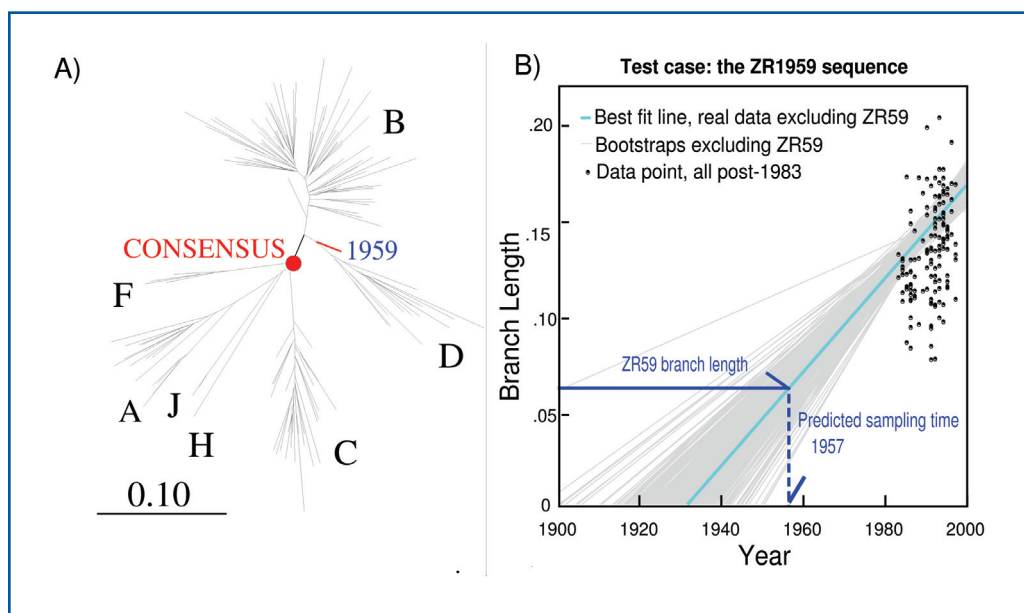 A)
B
CONSENSUS
1959
F
D
A
J
H
C
0.10
B)
Test case: the ZR1959 sequence
Best fit line, real data excluding ZR59
Bootstraps excluding ZR59
Data point, all post-1983
Branch Length
.20
.15
.10
.05
0
ZR59 branch length
Predicted sampling time
1957
1900 1920 1940 1960 1980 2000
Year